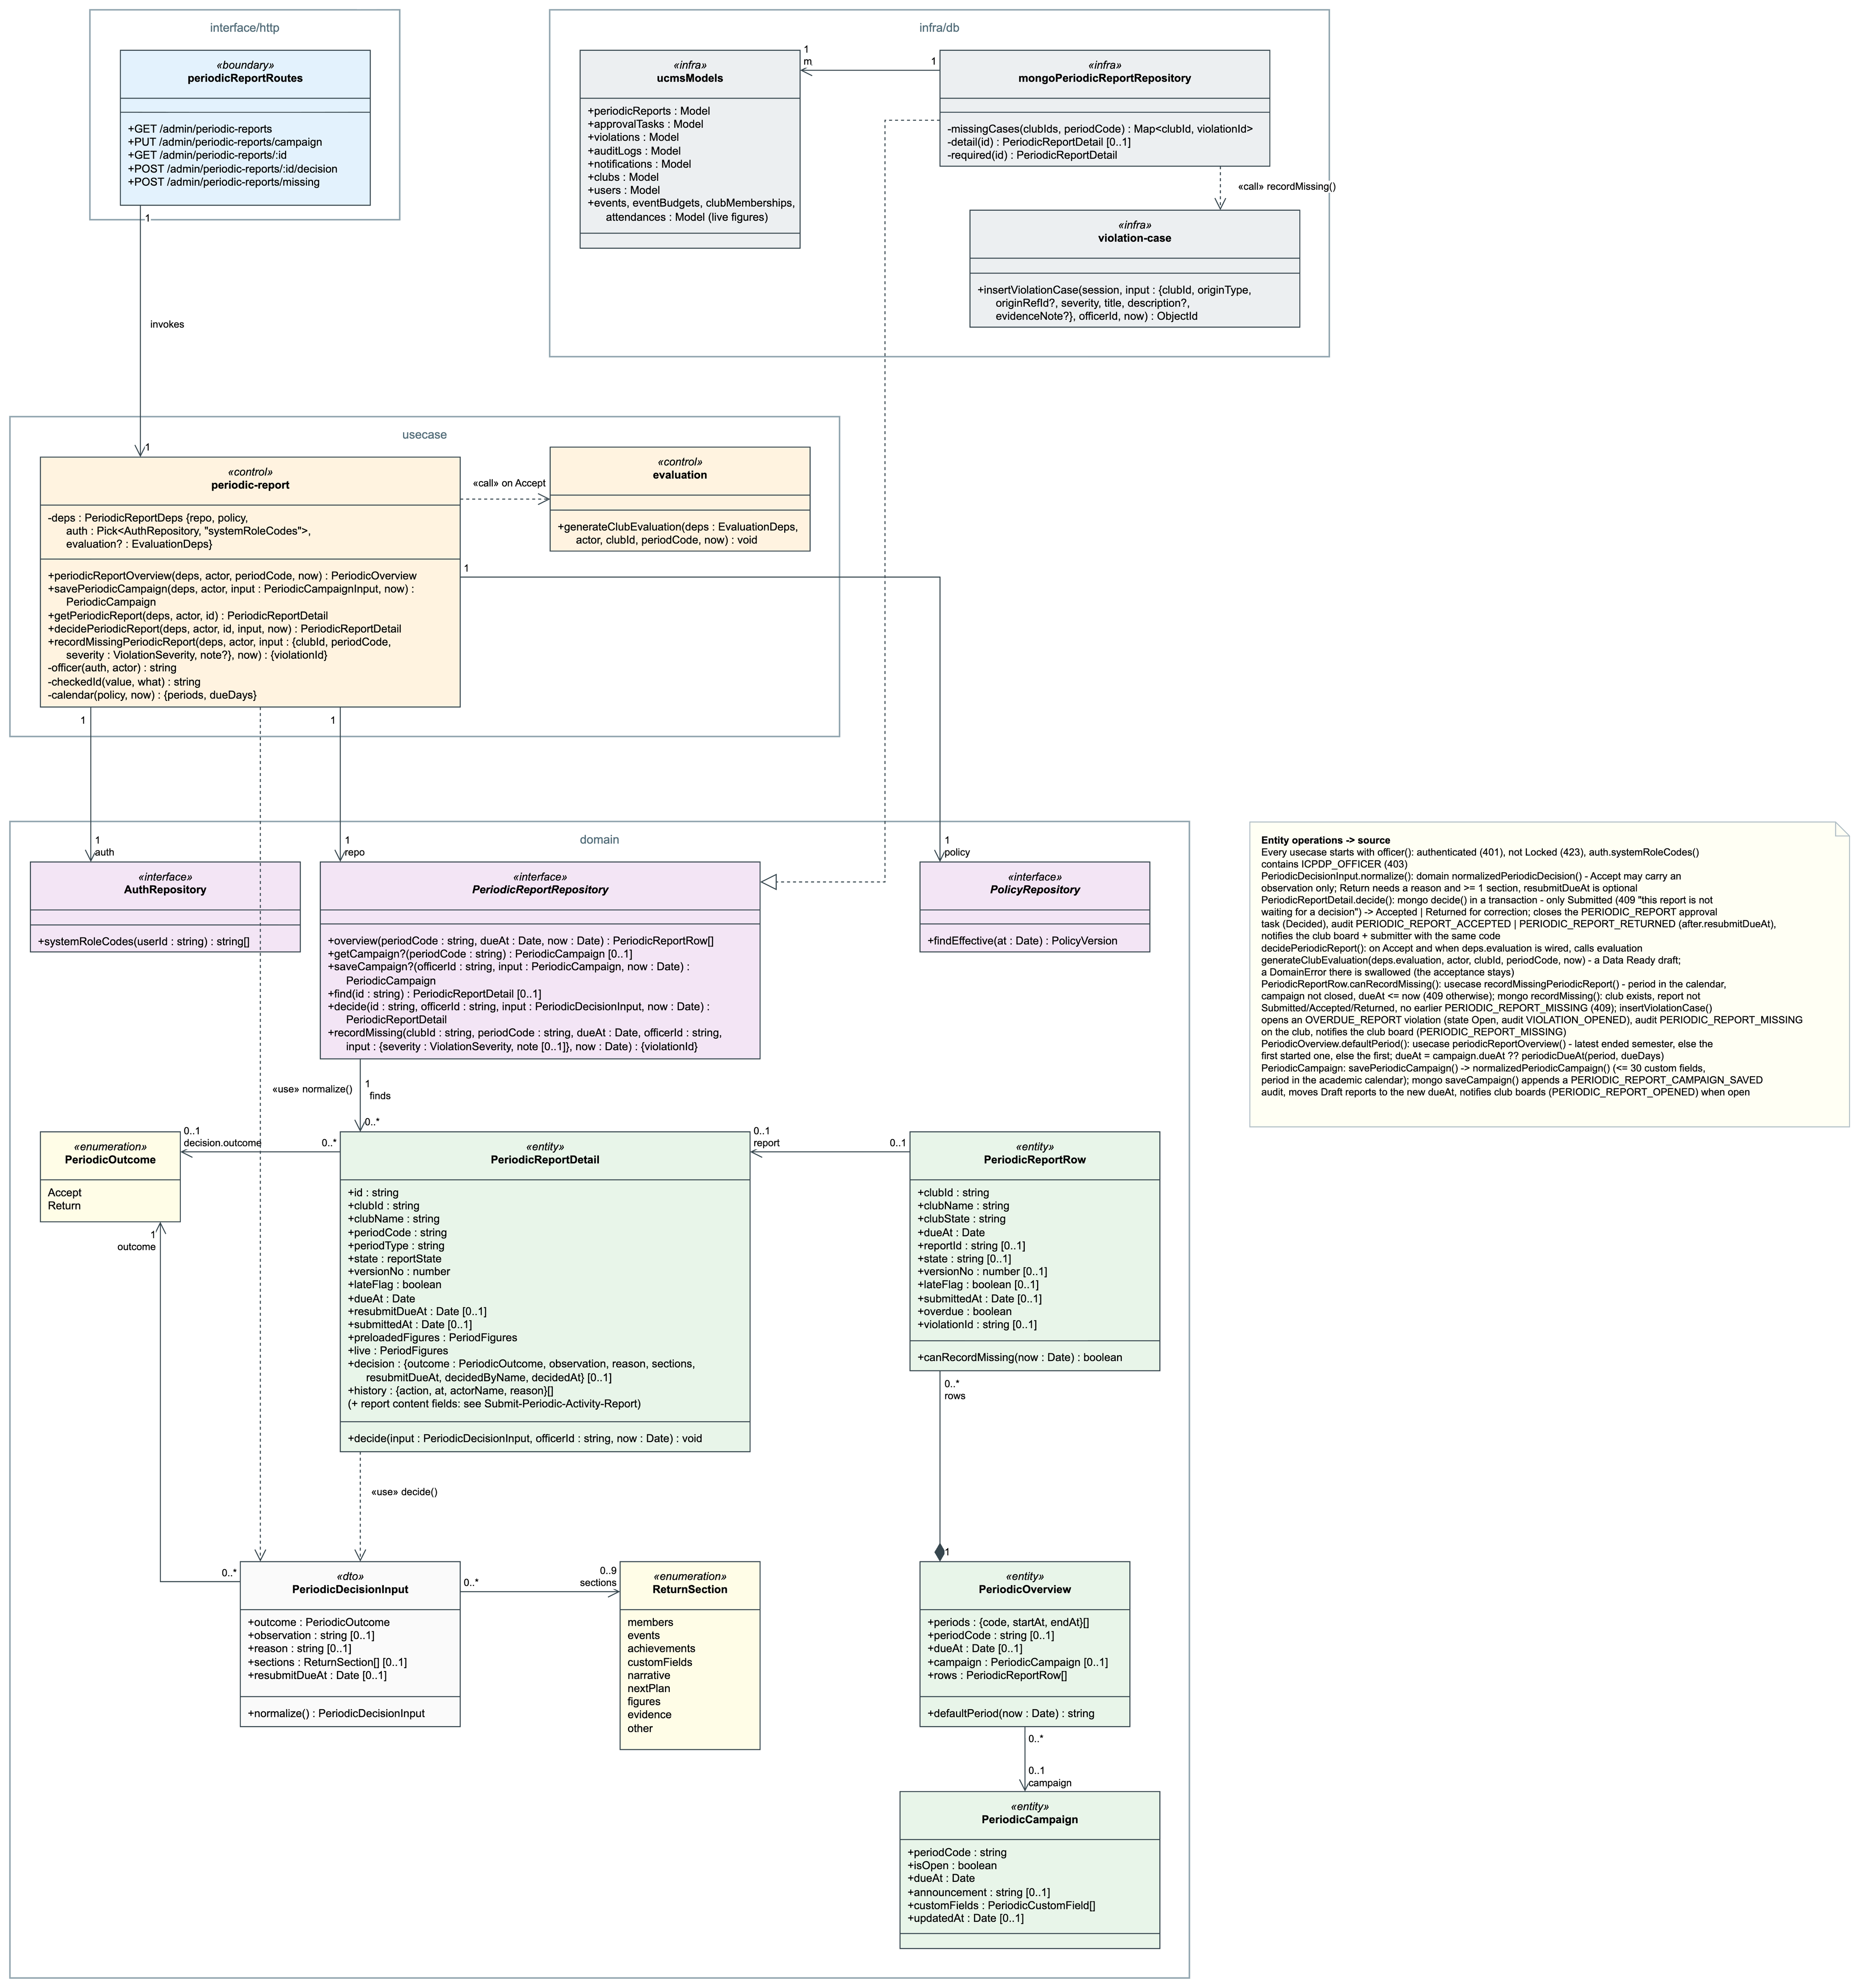 interface/http
«boundary»
periodicReportRoutes
+GET /admin/periodic-reports
+PUT /admin/periodic-reports/campaign
+GET /admin/periodic-reports/:id
+POST /admin/periodic-reports/:id/decision
+POST /admin/periodic-reports/missing
1
invokes
1
infra/db
«infra»
ucmsModels
+periodicReports : Model
+approvalTasks : Model
+violations : Model
+auditLogs : Model
+notifications : Model
+clubs : Model
+users : Model
+events, eventBudgets, clubMemberships,
attendances : Model (live figures)
1
m
1
«infra»
mongoPeriodicReportRepository
-missingCases(clubIds, periodCode) : Map<clubId, violationId>
-detail(id) : PeriodicReportDetail [0..1]
-required(id) : PeriodicReportDetail
«call» recordMissing()
«infra»
violation-case
+insertViolationCase(session, input : {clubId, originType,
originRefId?, severity, title, description?,
evidenceNote?}, officerId, now) : ObjectId
usecase
«control»
periodic-report
-deps : PeriodicReportDeps {repo, policy,
auth : Pick<AuthRepository, "systemRoleCodes">,
evaluation? : EvaluationDeps}
+periodicReportOverview(deps, actor, periodCode, now) : PeriodicOverview
+savePeriodicCampaign(deps, actor, input : PeriodicCampaignInput, now) :
PeriodicCampaign
+getPeriodicReport(deps, actor, id) : PeriodicReportDetail
+decidePeriodicReport(deps, actor, id, input, now) : PeriodicReportDetail
+recordMissingPeriodicReport(deps, actor, input : {clubId, periodCode,
severity : ViolationSeverity, note?}, now) : {violationId}
-officer(auth, actor) : string
-checkedId(value, what) : string
-calendar(policy, now) : {periods, dueDays}
«call» on Accept
«control»
evaluation
+generateClubEvaluation(deps : EvaluationDeps,
actor, clubId, periodCode, now) : void
1
1
1
domain
1
auth
1
repo
1
policy
«interface»
AuthRepository
+systemRoleCodes(userId : string) : string[]
«interface»
PeriodicReportRepository
+overview(periodCode : string, dueAt : Date, now : Date) : PeriodicReportRow[]
+getCampaign?(periodCode : string) : PeriodicCampaign [0..1]
+saveCampaign?(officerId : string, input : PeriodicCampaign, now : Date) :
PeriodicCampaign
+find(id : string) : PeriodicReportDetail [0..1]
+decide(id : string, officerId : string, input : PeriodicDecisionInput, now : Date) :
PeriodicReportDetail
+recordMissing(clubId : string, periodCode : string, dueAt : Date, officerId : string,
input : {severity : ViolationSeverity, note [0..1]}, now : Date) : {violationId}
«interface»
PolicyRepository
+findEffective(at : Date) : PolicyVersion
Entity operations -> source
Every usecase starts with officer(): authenticated (401), not Locked (423), auth.systemRoleCodes()
contains ICPDP_OFFICER (403)
PeriodicDecisionInput.normalize(): domain normalizedPeriodicDecision() - Accept may carry an
observation only; Return needs a reason and >= 1 section, resubmitDueAt is optional
PeriodicReportDetail.decide(): mongo decide() in a transaction - only Submitted (409 "this report is not
waiting for a decision") -> Accepted | Returned for correction; closes the PERIODIC_REPORT approval
task (Decided), audit PERIODIC_REPORT_ACCEPTED | PERIODIC_REPORT_RETURNED (after.resubmitDueAt),
notifies the club board + submitter with the same code
decidePeriodicReport(): on Accept and when deps.evaluation is wired, calls evaluation
generateClubEvaluation(deps.evaluation, actor, clubId, periodCode, now) - a Data Ready draft;
a DomainError there is swallowed (the acceptance stays)
PeriodicReportRow.canRecordMissing(): usecase recordMissingPeriodicReport() - period in the calendar,
campaign not closed, dueAt <= now (409 otherwise); mongo recordMissing(): club exists, report not
Submitted/Accepted/Returned, no earlier PERIODIC_REPORT_MISSING (409); insertViolationCase()
opens an OVERDUE_REPORT violation (state Open, audit VIOLATION_OPENED), audit PERIODIC_REPORT_MISSING
on the club, notifies the club board (PERIODIC_REPORT_MISSING)
PeriodicOverview.defaultPeriod(): usecase periodicReportOverview() - latest ended semester, else the
first started one, else the first; dueAt = campaign.dueAt ?? periodicDueAt(period, dueDays)
PeriodicCampaign: savePeriodicCampaign() -> normalizedPeriodicCampaign() (<= 30 custom fields,
period in the academic calendar); mongo saveCampaign() appends a PERIODIC_REPORT_CAMPAIGN_SAVED
audit, moves Draft reports to the new dueAt, notifies club boards (PERIODIC_REPORT_OPENED) when open
«use» normalize()
1
finds
0..*
«enumeration»
PeriodicOutcome
Accept
Return
0..1
decision.outcome
0..*
1
outcome
«entity»
PeriodicReportDetail
+id : string
+clubId : string
+clubName : string
+periodCode : string
+periodType : string
+state : reportState
+versionNo : number
+lateFlag : boolean
+dueAt : Date
+resubmitDueAt : Date [0..1]
+submittedAt : Date [0..1]
+preloadedFigures : PeriodFigures
+live : PeriodFigures
+decision : {outcome : PeriodicOutcome, observation, reason, sections,
resubmitDueAt, decidedByName, decidedAt} [0..1]
+history : {action, at, actorName, reason}[]
(+ report content fields: see Submit-Periodic-Activity-Report)
+decide(input : PeriodicDecisionInput, officerId : string, now : Date) : void
0..1
report
0..1
«entity»
PeriodicReportRow
+clubId : string
+clubName : string
+clubState : string
+dueAt : Date
+reportId : string [0..1]
+state : string [0..1]
+versionNo : number [0..1]
+lateFlag : boolean [0..1]
+submittedAt : Date [0..1]
+overdue : boolean
+violationId : string [0..1]
+canRecordMissing(now : Date) : boolean
0..*
rows
«use» decide()
0..*
«dto»
PeriodicDecisionInput
+outcome : PeriodicOutcome
+observation : string [0..1]
+reason : string [0..1]
+sections : ReturnSection[] [0..1]
+resubmitDueAt : Date [0..1]
+normalize() : PeriodicDecisionInput
0..*
0..9
sections
«enumeration»
ReturnSection
members
events
achievements
customFields
narrative
nextPlan
figures
evidence
other
1
«entity»
PeriodicOverview
+periods : {code, startAt, endAt}[]
+periodCode : string [0..1]
+dueAt : Date [0..1]
+campaign : PeriodicCampaign [0..1]
+rows : PeriodicReportRow[]
+defaultPeriod(now : Date) : string
0..*
0..1
campaign
«entity»
PeriodicCampaign
+periodCode : string
+isOpen : boolean
+dueAt : Date
+announcement : string [0..1]
+customFields : PeriodicCustomField[]
+updatedAt : Date [0..1]